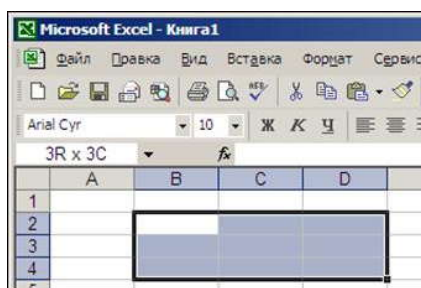 Microsoft Excel - Книга1
Файл Правка Вид Вставка Формат Сервис
Arial Cyr 10 Ж К Ч
3R x 3C fx
A B C D
1
2
3
4